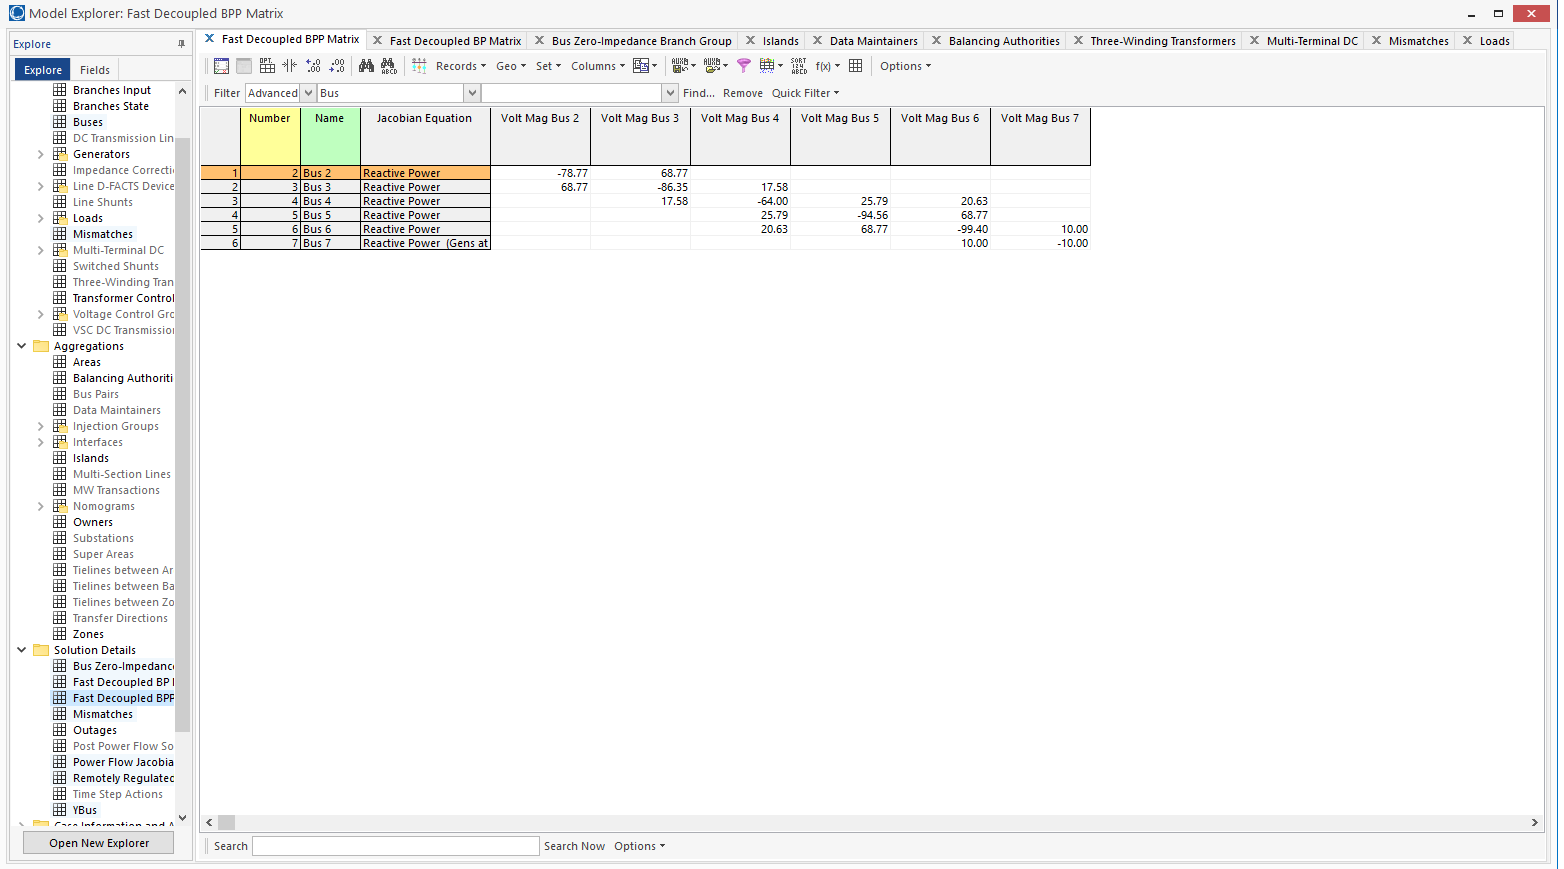 Model Explorer: Fast Decoupled BPP Matrix
Explore
Explore Fields
Branches Input
Branches State
Buses
DC Transmission Lin
Generators
Impedance Correcti
Line D-FACTS Device
Line Shunts
Loads
Mismatches
Multi-Terminal DC
Switched Shunts
Three-Winding Tran
Transformer Control
Voltage Control Gro
VSC DC Transmission
Aggregations
Areas
Balancing Authoriti
Bus Pairs
Data Maintainers
Injection Groups
Interfaces
Islands
Multi-Section Lines
MW Transactions
Nomograms
Owners
Substations
Super Areas
Tielines between Ar
Tielines between Ba
Tielines between Zo
Transfer Directions
Zones
Solution Details
Bus Zero-Impedance
Fast Decoupled BP
Fast Decoupled BPP
Mismatches
Outages
Post Power Flow So
Power Flow Jacobia
Remotely Regulated
Time Step Actions
YBus
Case Information and A
Open New Explorer
Fast Decoupled BPP Matrix Fast Decoupled BP Matrix Bus Zero-Impedance Branch Group Islands Data Maintainers Balancing Authorities Three-Winding Transformers Multi-Terminal DC Mismatches Loads
Records Geo Set Columns f(x) Options
Filter Advanced Bus Find... Remove Quick Filter
Number Name Jacobian Equation Volt Mag Bus 2 Volt Mag Bus 3 Volt Mag Bus 4 Volt Mag Bus 5 Volt Mag Bus 6 Volt Mag Bus 7
1 2 Bus 2 Reactive Power -78.77 68.77
2 3 Bus 3 Reactive Power 68.77 -86.35 17.58
3 4 Bus 4 Reactive Power 17.58 -64.00 25.79 20.63
4 5 Bus 5 Reactive Power 25.79 -94.56 68.77
5 6 Bus 6 Reactive Power 20.63 68.77 -99.40 10.00
6 7 Bus 7 Reactive Power (Gens at 10.00 -10.00
Search Search Now Options